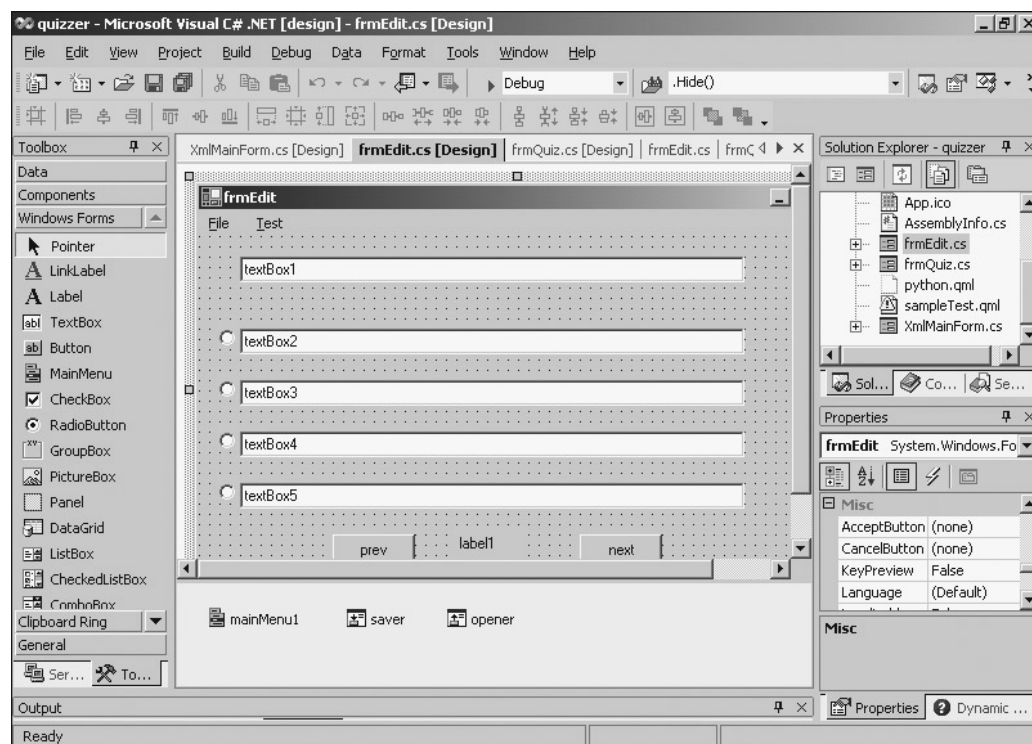 quizzer - Microsoft Visual C# .NET [design] - frmEdit.cs [Design]
File Edit View Project Build Debug Data Format Tools Window Help
Debug .Hide()
Toolbox
Data
Components
Windows Forms
Pointer
LinkLabel
Label
TextBox
Button
MainMenu
CheckBox
RadioButton
GroupBox
PictureBox
Panel
DataGrid
ListBox
CheckedListBox
ComboBox
Clipboard Ring
General
Ser... To...
XmlMainForm.cs [Design] frmEdit.cs [Design] frmQuiz.cs [Design] frmEdit.cs
frmEdit
File Test
textBox1
textBox2
textBox3
textBox4
textBox5
prev label1 next
mainMenu1 saver opener
Solution Explorer - quizzer
App.ico
AssemblyInfo.cs
frmEdit.cs
frmQuiz.cs
python.qml
sampleTest.qml
XmlMainForm.cs
Sol... Co... Se...
Properties
frmEdit System.Windows.Fo
Misc
AcceptButton (none)
CancelButton (none)
KeyPreview False
Language (Default)
Misc
Properties Dynamic ...
Output
Ready